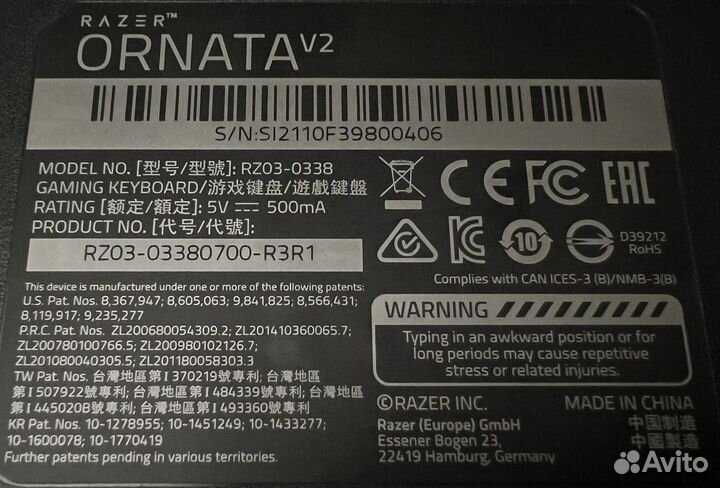 RAZER™
ORNATA V2
S/N:SI2110F39800406
MODEL NO. [型号/型號]: RZ03-0338
GAMING KEYBOARD/游戏键盘/遊戲鍵盤
RATING [额定/額定]: 5V ⎓ 500mA
PRODUCT NO. [代号/代號]:
RZ03-03380700-R3R1
This device is manufactured under one or more of the following patents:
U.S. Pat. Nos. 8,367,947; 8,605,063; 9,841,825; 8,566,431;
8,119,917; 9,235,277
P.R.C. Pat. Nos. ZL200680054309.2; ZL201410360065.7;
ZL200780100766.5; ZL200980102126.7;
ZL201080040305.5; ZL201180058303.3
TW Pat. Nos.: 台灣地區第I 370219號專利; 台灣地區
第I 507922號專利; 台灣地區第I 484339號專利; 台灣地區
第I 445020B號專利; 台灣地區第I 493360號專利
KR Pat. Nos. 10-1278955; 10-1451249; 10-1433277;
10-1600078; 10-1770419
Further patents pending in various territories.
CE FC EAC
10
D39212
RoHS
Complies with CAN ICES-3 (B)/NMB-3(B)
WARNING
Typing in an awkward position or for
long periods may cause repetitive
stress or related injuries.
©RAZER INC.
MADE IN CHINA
Razer (Europe) GmbH
中国制造
Essener Bogen 23,
中國製造
22419 Hamburg, Germany
Avito